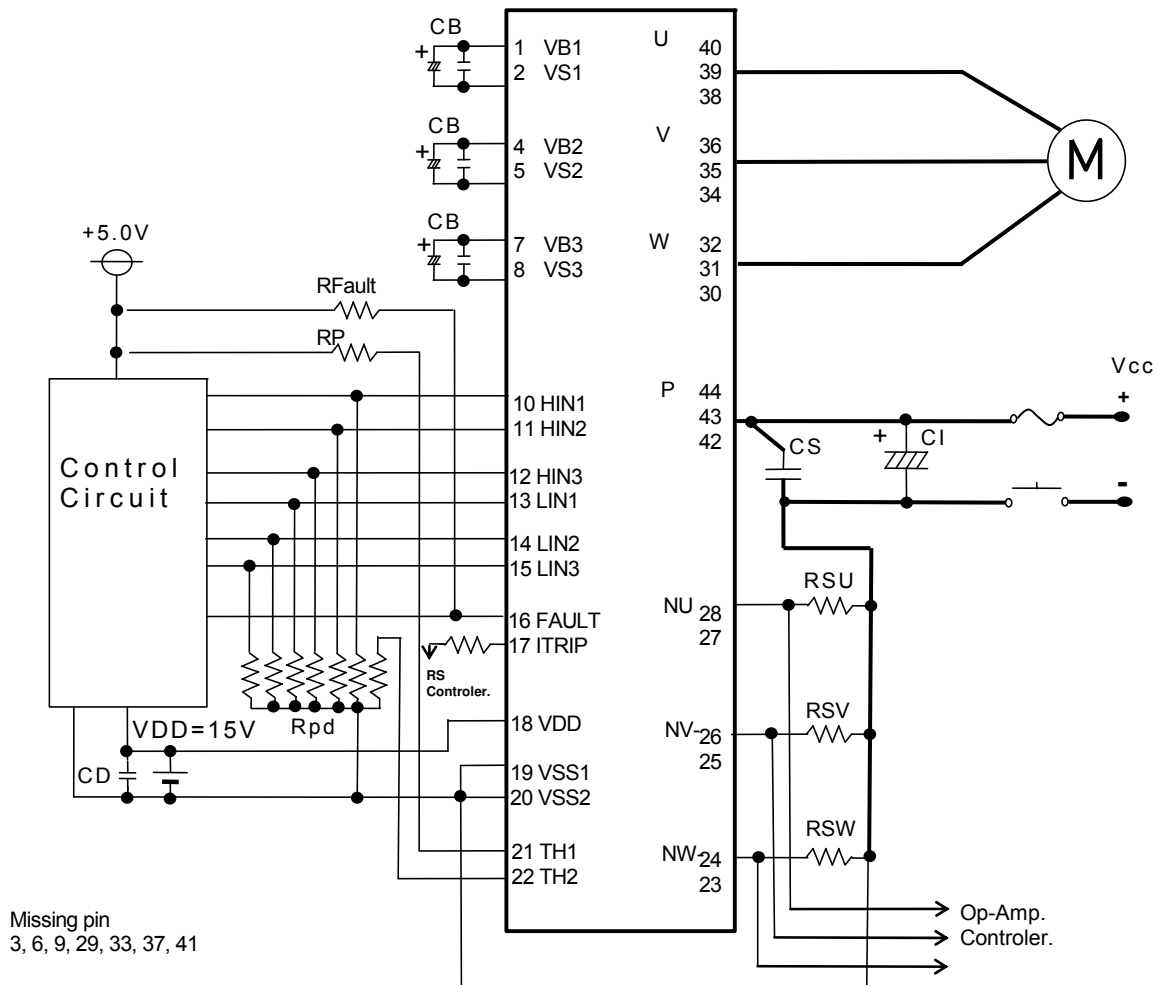 CB
+
1 VB1
2 VS1
CB
+
4 VB2
5 VS2
CB
+
7 VB3
8 VS3
+5.0V
RFault
RP
Control
Circuit
10 HIN1
11 HIN2
12 HIN3
13 LIN1
14 LIN2
15 LIN3
16 FAULT
17 ITRIP
RS
Controler.
Rpd
VDD=15V
18 VDD
CD
19 VSS1
20 VSS2
21 TH1
22 TH2
U
40
39
38
V
36
35
34
W
32
31
30
M
P
44
43
42
Vcc
+
CS
+
CI
-
NU 28
27
RSU
NV-26
25
RSV
NW-24
23
RSW
Op-Amp.
Controler.
Missing pin
3, 6, 9, 29, 33, 37, 41